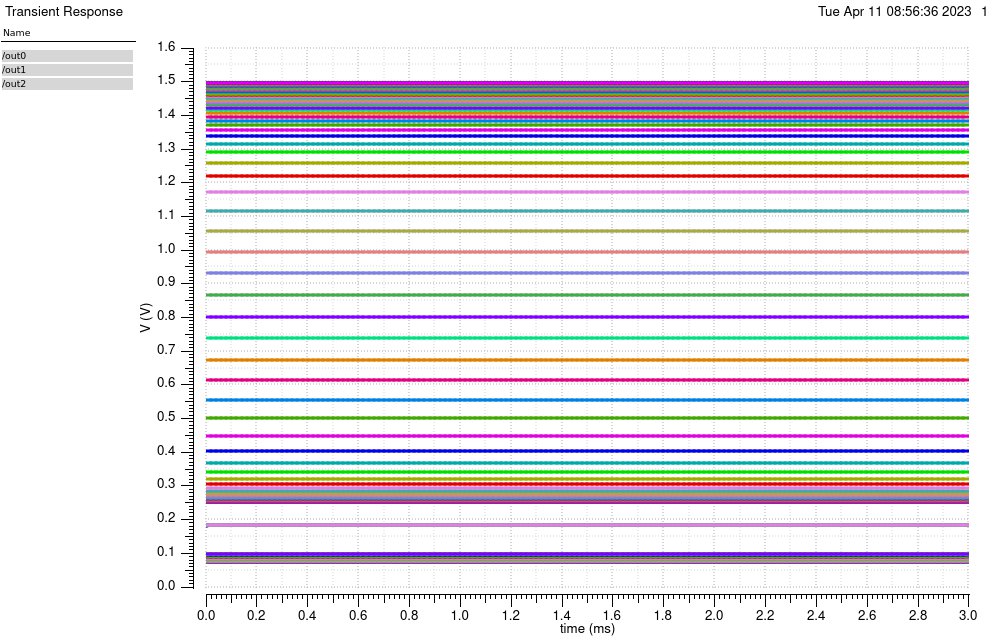 Transient Response
Tue Apr 11 08:56:36 2023 1
Name
/out0
/out1
/out2
V (V)
1.6
1.5
1.4
1.3
1.2
1.1
1.0
0.9
0.8
0.7
0.6
0.5
0.4
0.3
0.2
0.1
0.0
0.0 0.2 0.4 0.6 0.8 1.0 1.2 1.4 1.6 1.8 2.0 2.2 2.4 2.6 2.8 3.0
time (ms)